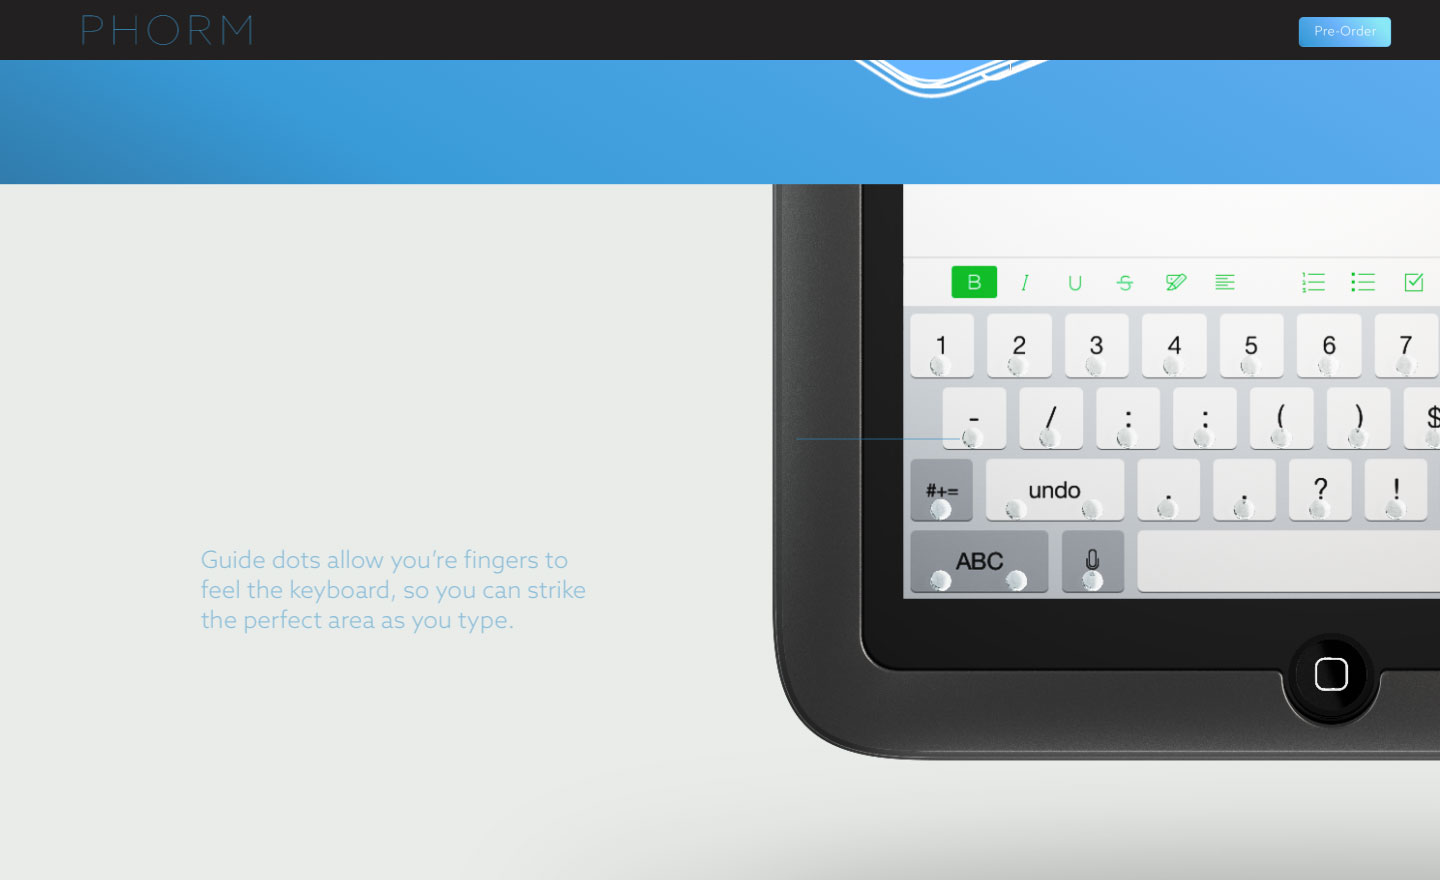 PHORM
Pre-Order
B I U S
1 2 3 4 5 6 7
- / : : ( ) $
#+= undo . . ? !
ABC
Guide dots allow you’re fingers to
feel the keyboard, so you can strike
the perfect area as you type.